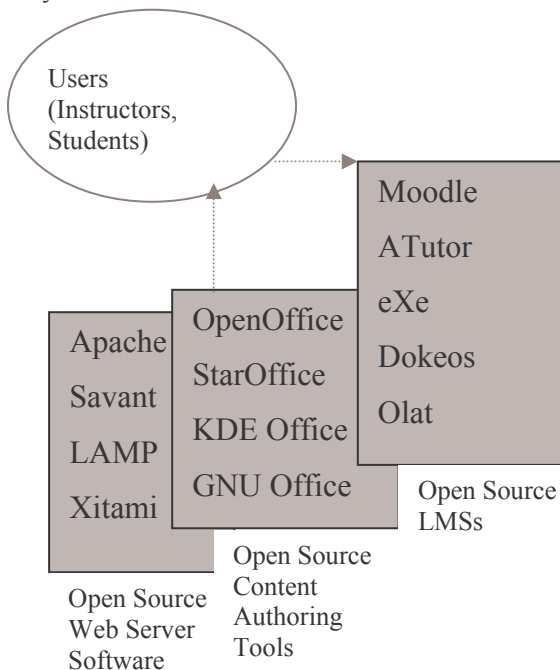 Users
(Instructors,
Students)
Moodle
ATutor
eXe
Dokeos
Olat
OpenOffice
StarOffice
KDE Office
GNU Office
Apache
Savant
LAMP
Xitami
Open Source
LMSs
Open Source
Content
Authoring
Tools
Open Source
Web Server
Software